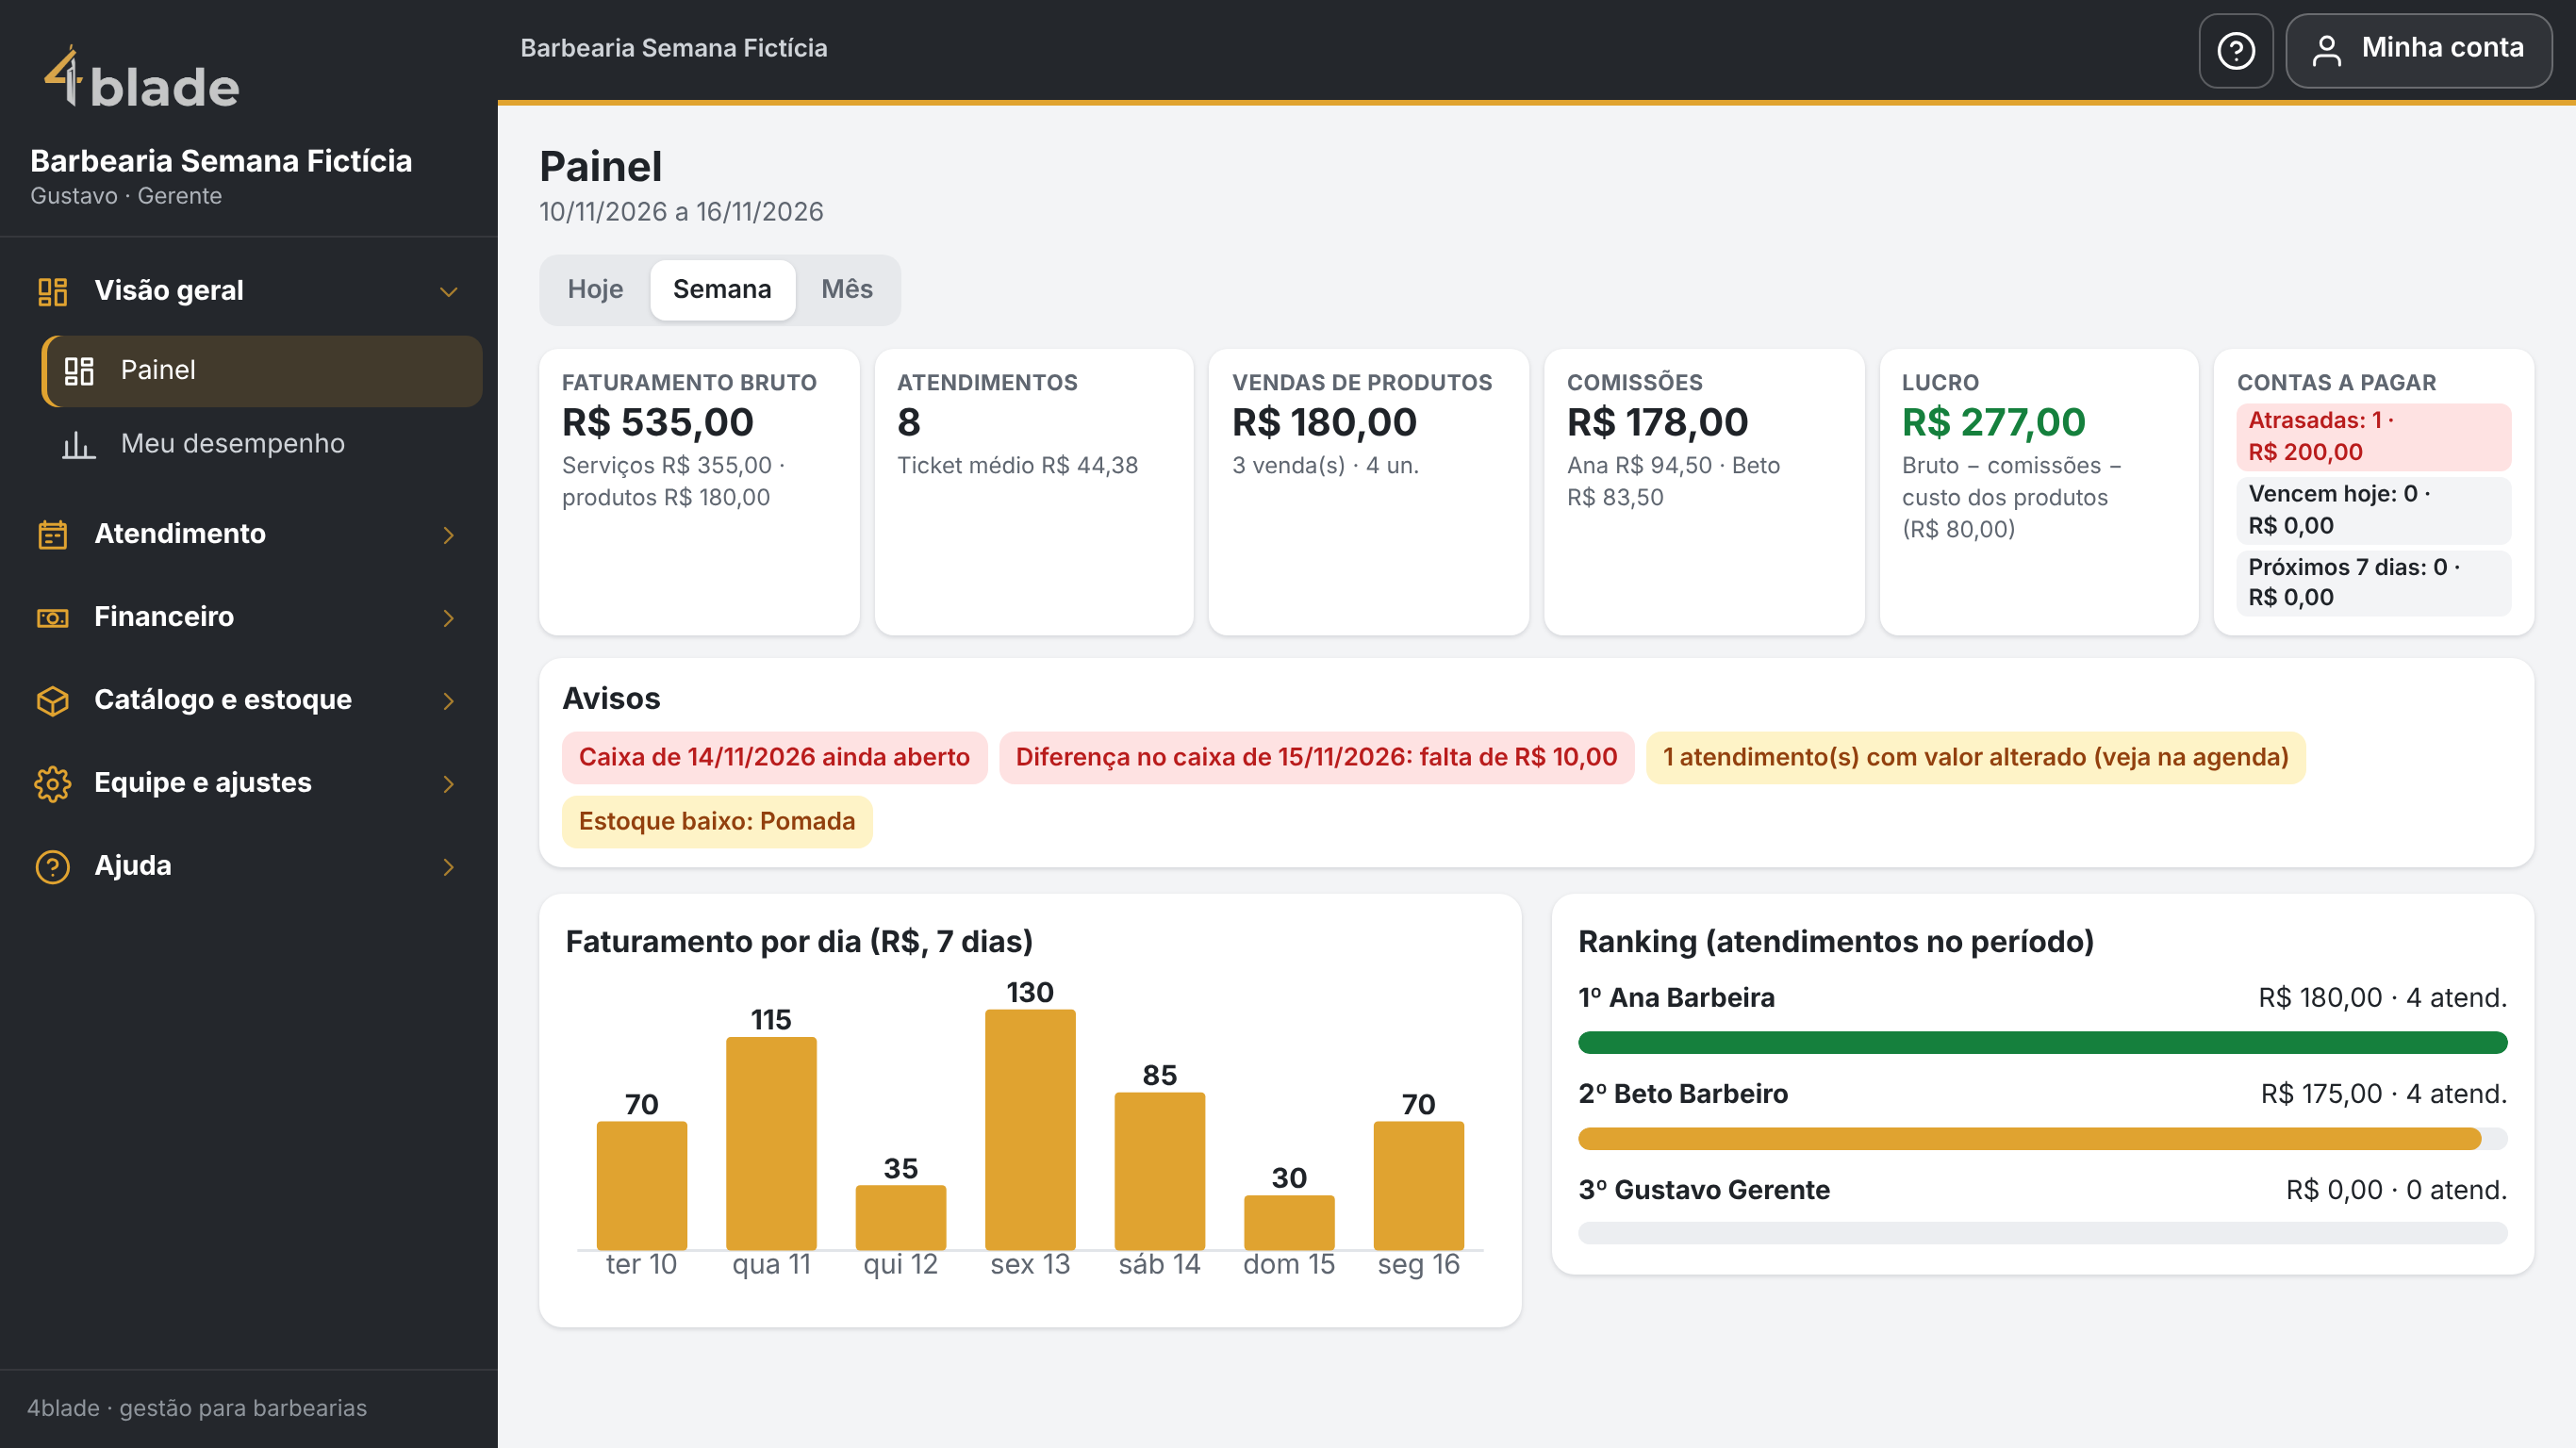 4blade
Barbearia Semana Fictícia
Gustavo · Gerente
Visão geral
Painel
Meu desempenho
Atendimento
Financeiro
Catálogo e estoque
Equipe e ajustes
Ajuda
4blade · gestão para barbearias
Barbearia Semana Fictícia
Minha conta
Painel
10/11/2026 a 16/11/2026
Hoje
Semana
Mês
FATURAMENTO BRUTO
R$ 535,00
Serviços R$ 355,00 ·
produtos R$ 180,00
ATENDIMENTOS
8
Ticket médio R$ 44,38
VENDAS DE PRODUTOS
R$ 180,00
3 venda(s) · 4 un.
COMISSÕES
R$ 178,00
Ana R$ 94,50 · Beto
R$ 83,50
LUCRO
R$ 277,00
Bruto − comissões −
custo dos produtos
(R$ 80,00)
CONTAS A PAGAR
Atrasadas: 1 ·
R$ 200,00
Vencem hoje: 0 ·
R$ 0,00
Próximos 7 dias: 0 ·
R$ 0,00
Avisos
Caixa de 14/11/2026 ainda aberto
Diferença no caixa de 15/11/2026: falta de R$ 10,00
1 atendimento(s) com valor alterado (veja na agenda)
Estoque baixo: Pomada
Faturamento por dia (R$, 7 dias)
70
115
35
130
85
30
70
ter 10
qua 11
qui 12
sex 13
sáb 14
dom 15
seg 16
Ranking (atendimentos no período)
1º Ana Barbeira
R$ 180,00 · 4 atend.
2º Beto Barbeiro
R$ 175,00 · 4 atend.
3º Gustavo Gerente
R$ 0,00 · 0 atend.